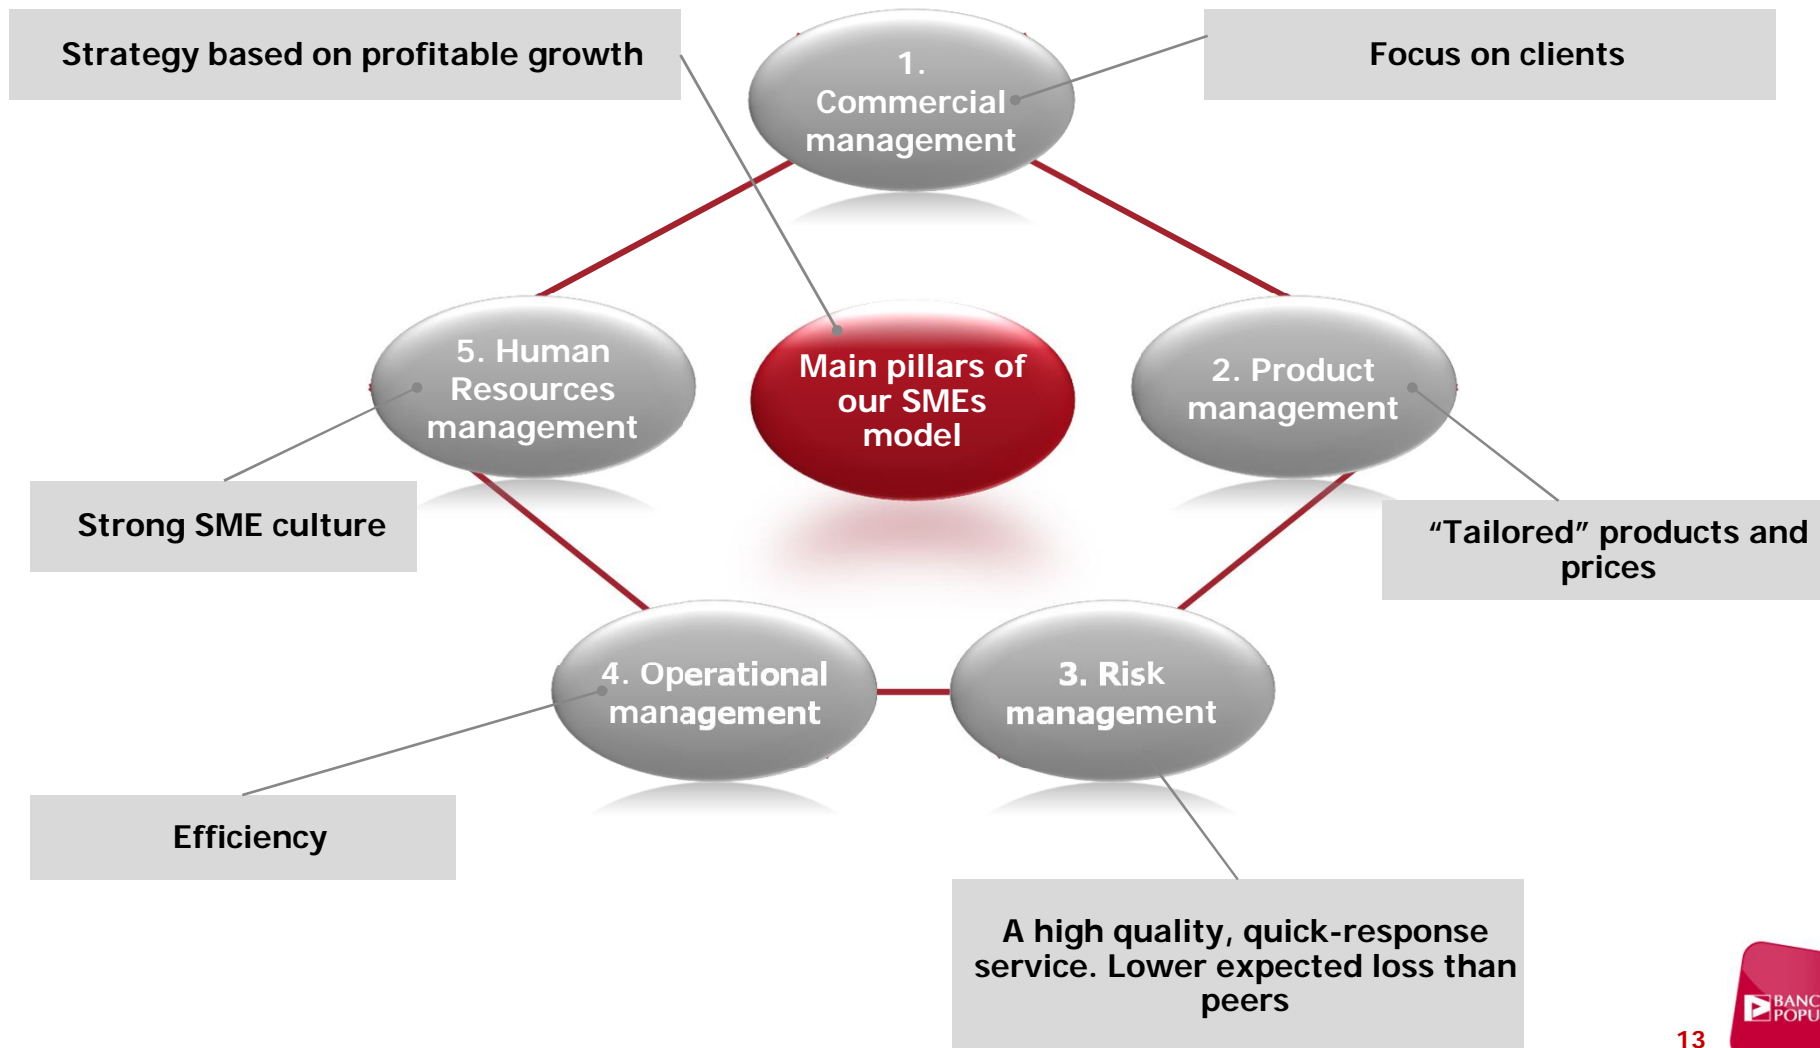 Strategy based on profitable growth
Focus on clients
1.
Commercial
management
5. Human
Resources
management
Main pillars of
our SMEs
model
2. Product
management
Strong SME culture
“Tailored” products and
prices
4. Operational
management
3. Risk
management
Efficiency
A high quality, quick-response
service. Lower expected loss than
peers
BANC
POPU
13